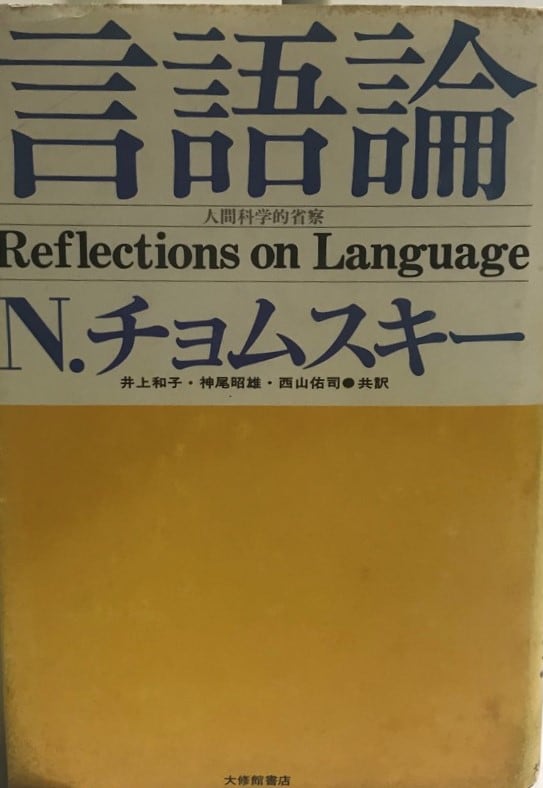 言語論
人間科学的省察
Reflections on Language
N.チョムスキー
井上和子・神尾昭雄・西山佑司●共訳
大修館書店